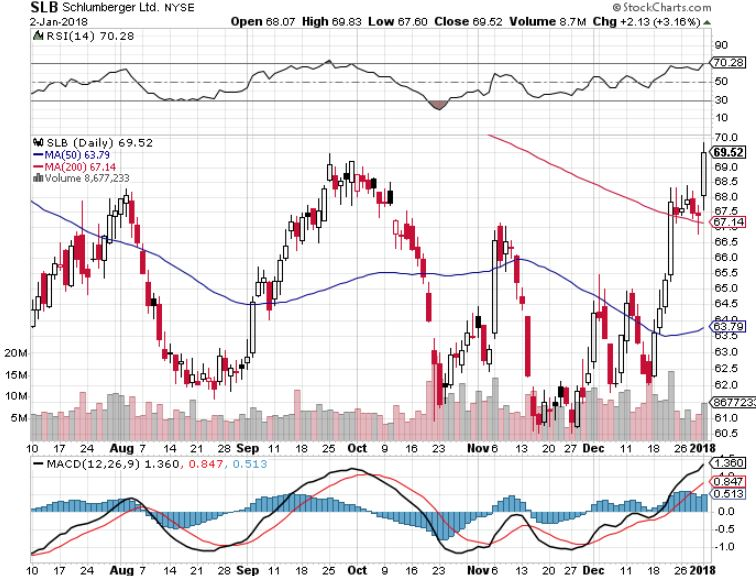 SLB Schlumberger Ltd. NYSE © StockCharts.com
2-Jan-2018 Open 68.07 High 69.83 Low 67.60 Close 69.52 Volume 8.7M Chg +2.13 (+3.16%)
RSI(14) 70.28
90
70.28
50
30
10
SLB (Daily) 69.52
MA(50) 63.79
MA(200) 67.14
Volume 8,677,233
70.0
69.52
69.0
68.5
68.0
67.5
67.14
66.5
66.0
65.5
65.0
64.5
63.79
63.0
62.5
62.0
8677233
61.0
60.5
20M
15M
10M
5M
10 17 24 Aug 7 14 21 28 Sep 11 18 25 Oct 9 16 23 Nov 6 13 20 27 Dec 11 18 26 2018
MACD(12,26,9) 1.360, 0.847, 0.513
1.360
0.847
0.513
0.0
-0.5
-1.0
10 17 24 Aug 7 14 21 28 Sep 11 18 25 Oct 9 16 23 Nov 6 13 20 27 Dec 11 18 26 2018